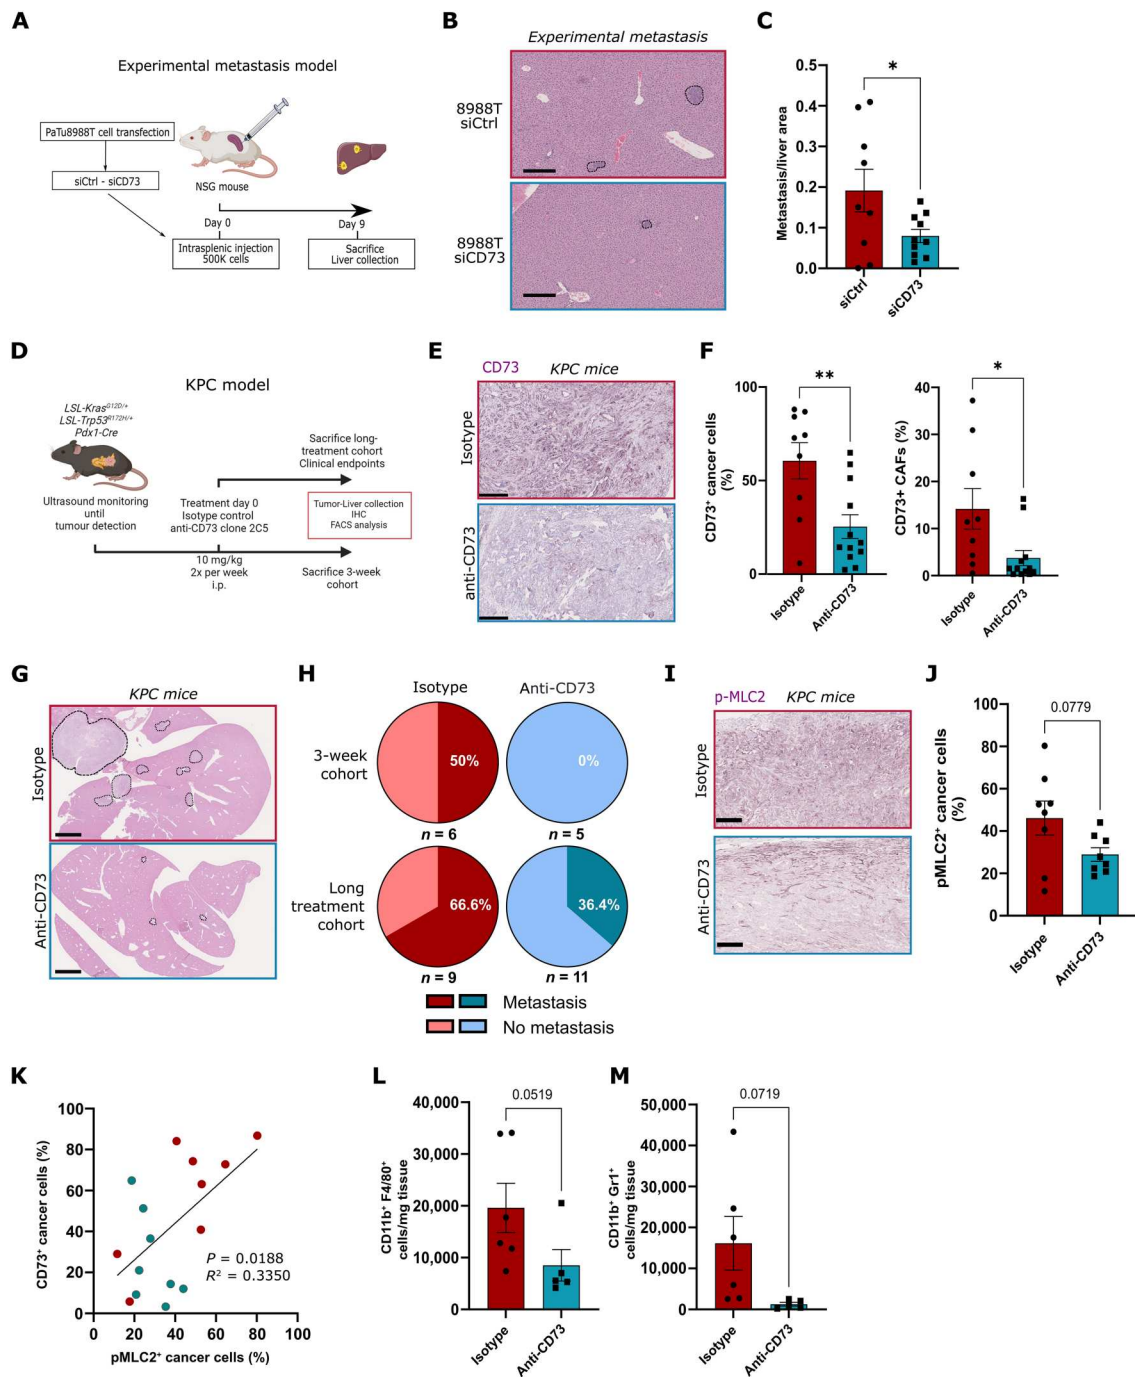 A
Experimental metastasis model
PaTu8988T cell transfection
siCtrl - siCD73
NSG mouse
Day 0
Day 9
Intrasplenic injection
500K cells
Sacrifice
Liver collection
B
Experimental metastasis
8988T
siCtrl
8988T
siCD73
C
Metastasis/liver area
0.5
0.4
0.3
0.2
0.1
0.0
*
siCtrl
siCD73
D
KPC model
LSL-Kras^G12D/+
LSL-Trp53^R172H/+
Pdx1-Cre
Ultrasound monitoring
until
tumour detection
Treatment day 0
Isotype control
anti-CD73 clone 2C5
10 mg/kg
2x per week
i.p.
Sacrifice long-
treatment cohort
Clinical endpoints
Tumor-Liver collection
IHC
FACS analysis
Sacrifice 3-week
cohort
E
CD73
KPC mice
Isotype
anti-CD73
F
CD73⁺ cancer cells
(%)
100
50
0
**
Isotype
Anti-CD73
CD73+ CAFs (%)
40
30
20
10
0
*
Isotype
Anti-CD73
G
KPC mice
Isotype
Anti-CD73
H
Isotype
Anti-CD73
3-week
cohort
50%
0%
n = 6
n = 5
Long
treatment
cohort
66.6%
36.4%
n = 9
n = 11
Metastasis
No metastasis
I
p-MLC2
KPC mice
Isotype
Anti-CD73
J
pMLC2⁺ cancer cells
(%)
100
80
60
40
20
0
0.0779
Isotype
Anti-CD73
K
CD73⁺ cancer cells (%)
100
80
60
40
20
0
P = 0.0188
R² = 0.3350
0
20
40
60
80
100
pMLC2⁺ cancer cells (%)
L
CD11b⁺ F4/80⁺
cells/mg tissue
40,000
30,000
20,000
10,000
0
0.0519
Isotype
Anti-CD73
M
CD11b⁺ Gr1⁺
cells/mg tissue
50,000
40,000
30,000
20,000
10,000
0
0.0719
Isotype
Anti-CD73